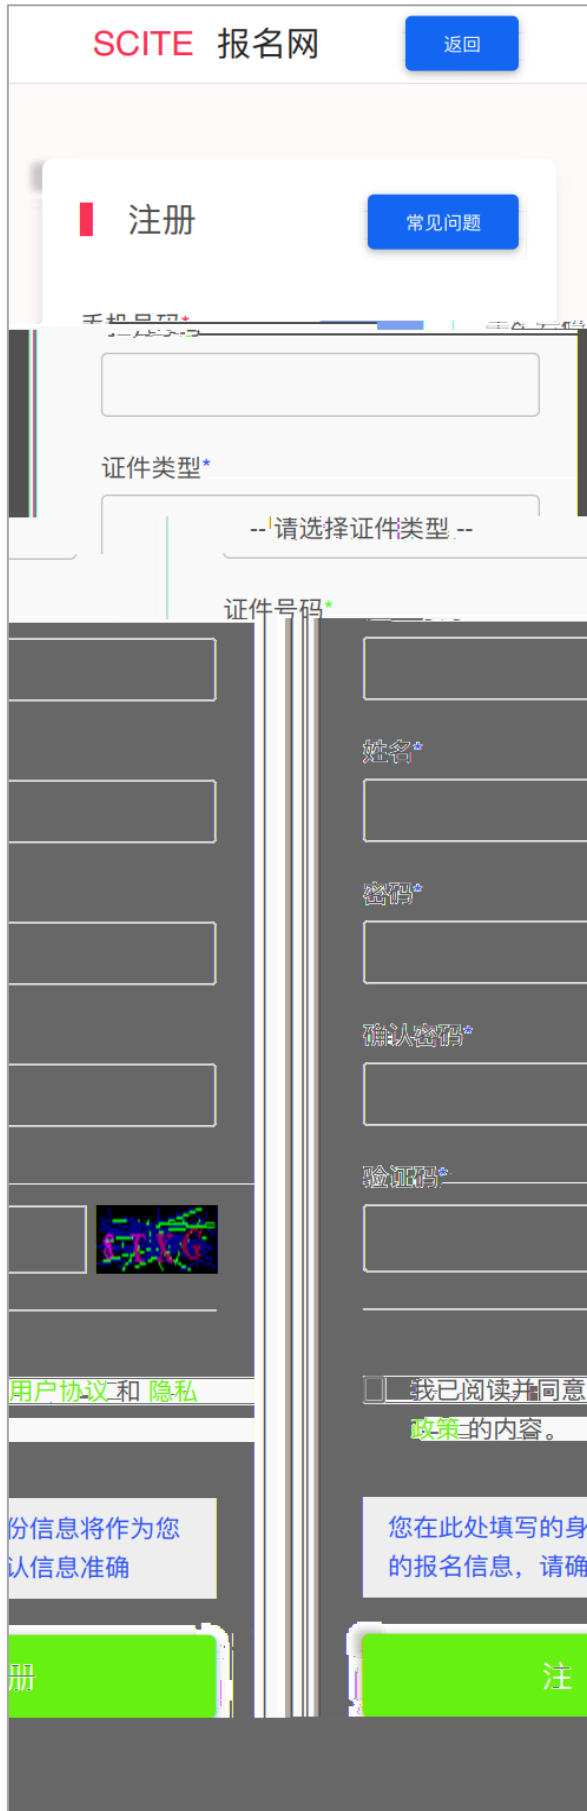 SCITE 报名网
返回
注册
常见问题
手机号码*
证件类型*
--请选择证件类型 --
证件号码*
姓名*
密码*
确认密码*
验证码*
我已阅读并同意
用户协议 和 隐私
政策 的内容。
您在此处填写的身
份信息将作为您
的报名信息，请确
认信息准确
注
册